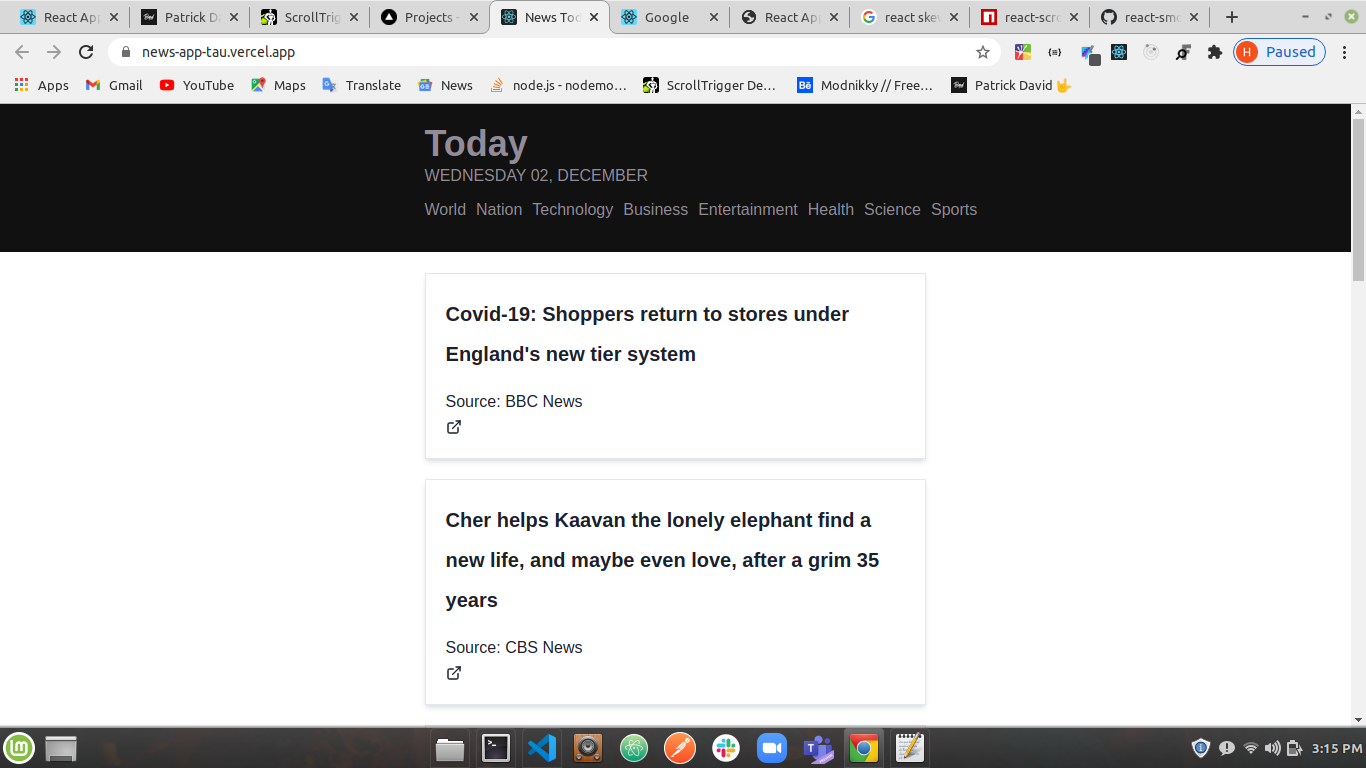 React App
Patrick Da
ScrollTrig
Projects -
News Tod
Google
React App
react skew
react-scro
react-smo
news-app-tau.vercel.app
H Paused
Apps
Gmail
YouTube
Maps
Translate
News
node.js - nodemo...
ScrollTrigger De...
Modnikky // Free...
Patrick David 🤟
Today
WEDNESDAY 02, DECEMBER
World Nation Technology Business Entertainment Health Science Sports
Covid-19: Shoppers return to stores under
England's new tier system
Source: BBC News
Cher helps Kaavan the lonely elephant find a
new life, and maybe even love, after a grim 35
years
Source: CBS News
3:15 PM